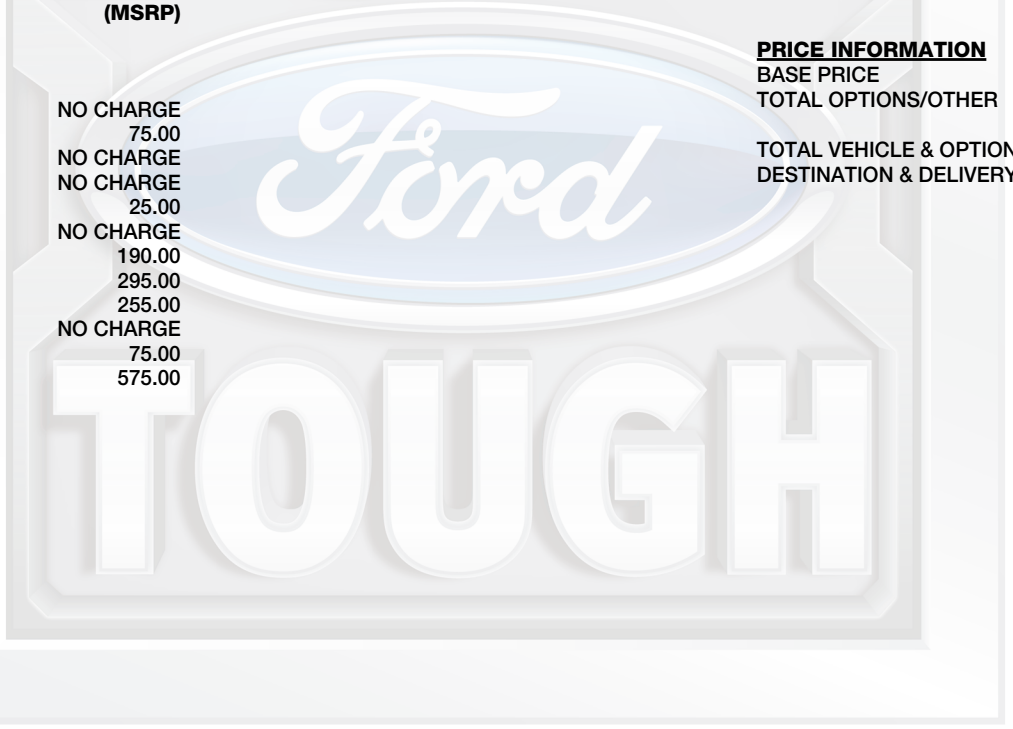 (MSRP)
NO CHARGE
75.00
NO CHARGE
NO CHARGE
25.00
NO CHARGE
190.00
295.00
255.00
NO CHARGE
75.00
575.00
PRICE INFORMATION
BASE PRICE
TOTAL OPTIONS/OTHER
TOTAL VEHICLE & OPTION
DESTINATION & DELIVERY
Ford
TOUGH